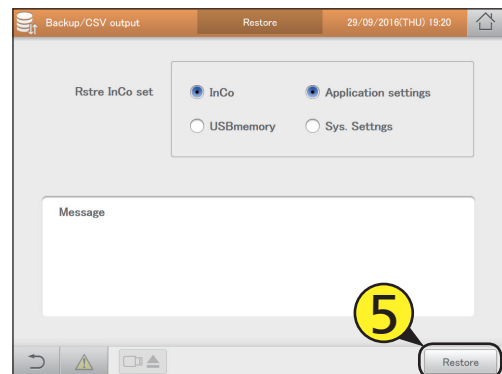 Backup/CSV output Restore 29/09/2016(THU) 19:20
Rstre InCo set InCo Application settings
USBmemory Sys. Settngs
Message
5
Restore